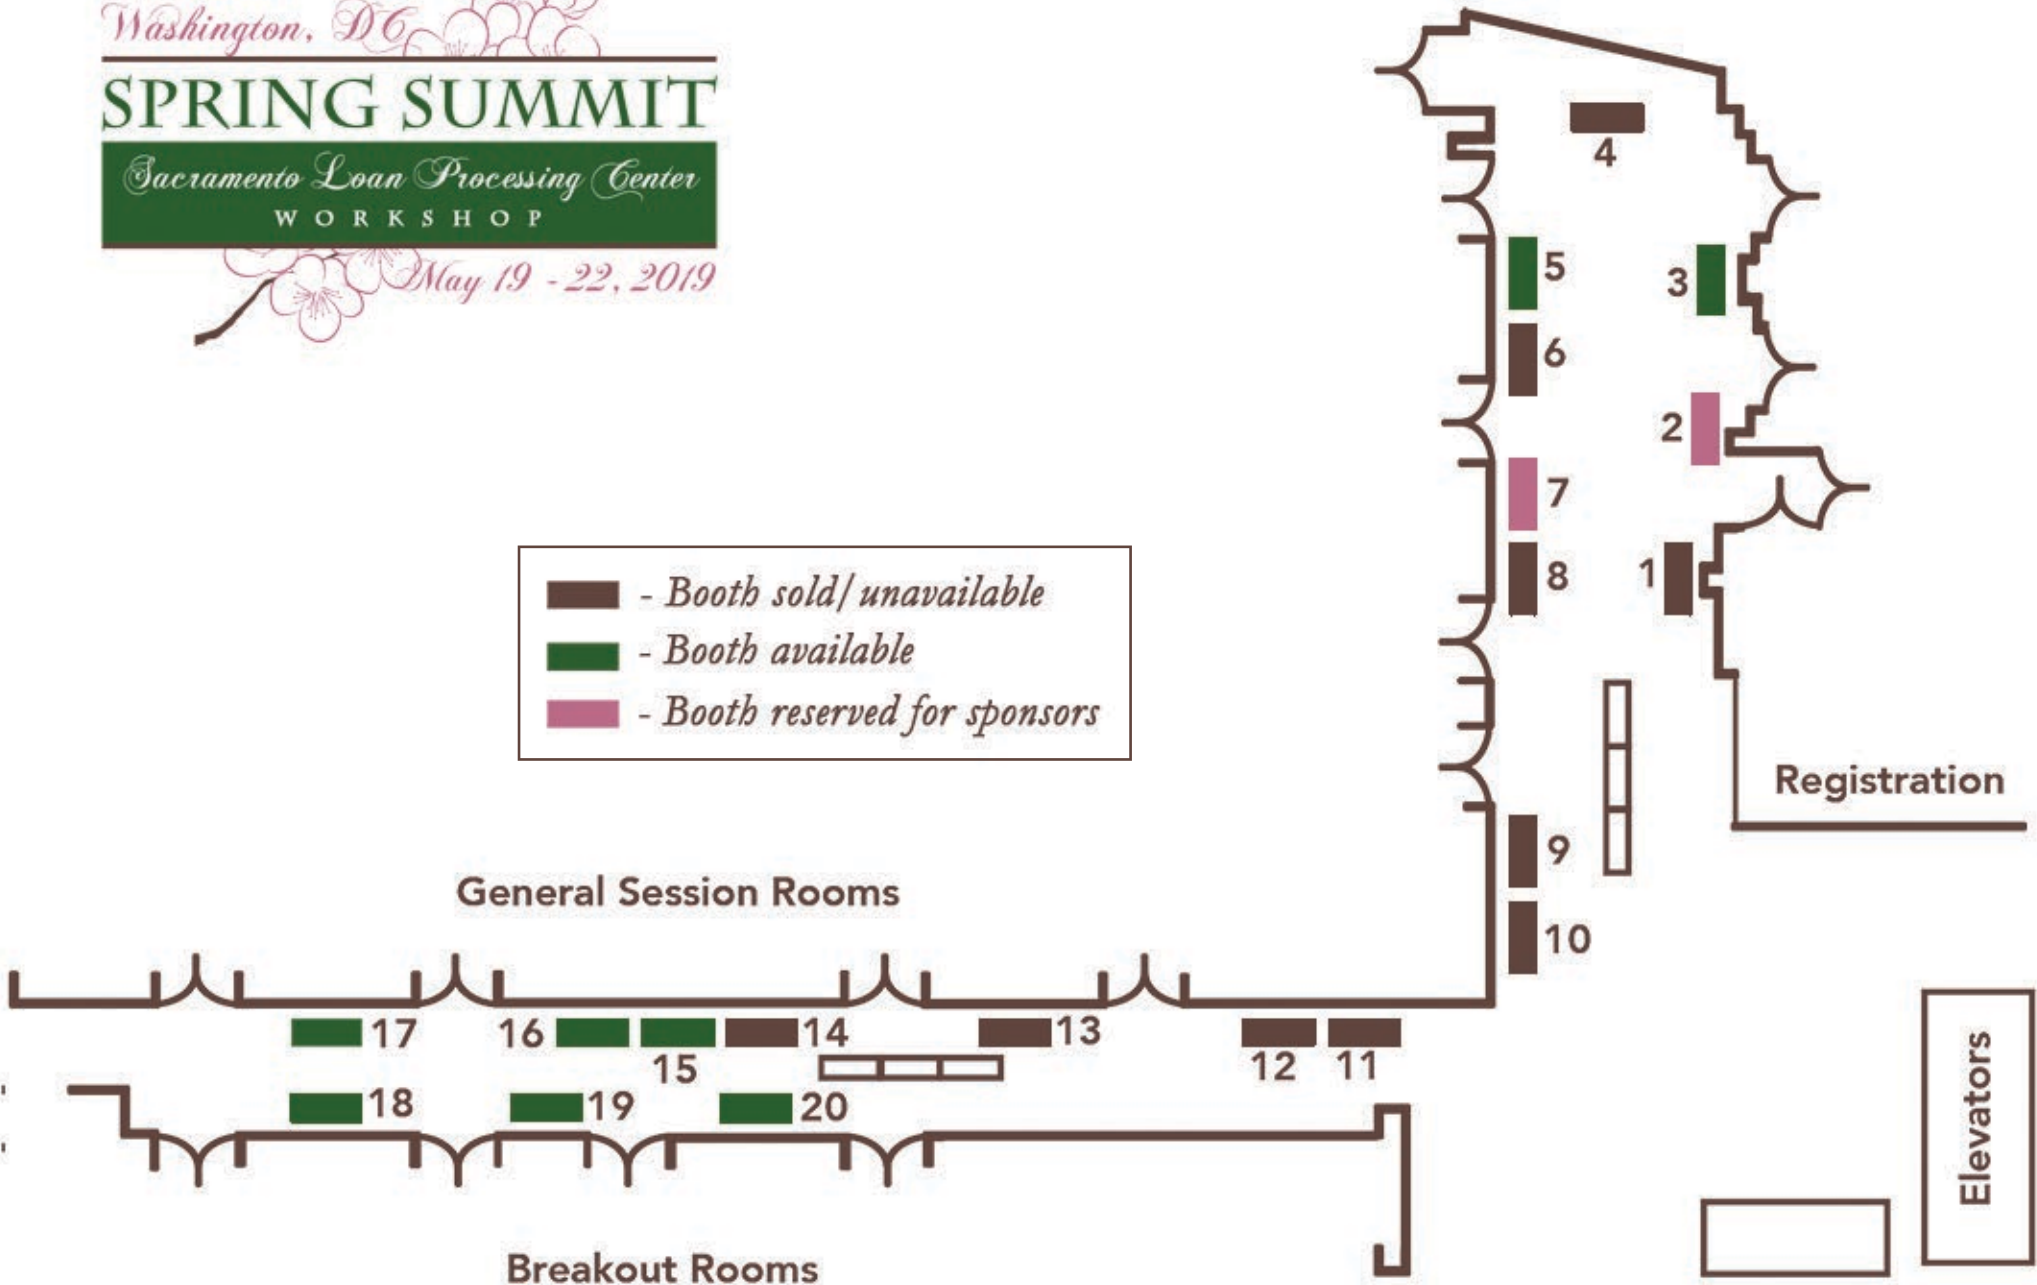 Washington, DC
SPRING SUMMIT
Sacramento Loan Processing Center
WORKSHOP
May 19 - 22, 2019
4
5
3
6
2
7
8
1
- Booth sold/ unavailable
- Booth available
- Booth reserved for sponsors
Registration
9
10
General Session Rooms
17
16
14
13
15
12
11
18
19
20
Elevators
Breakout Rooms